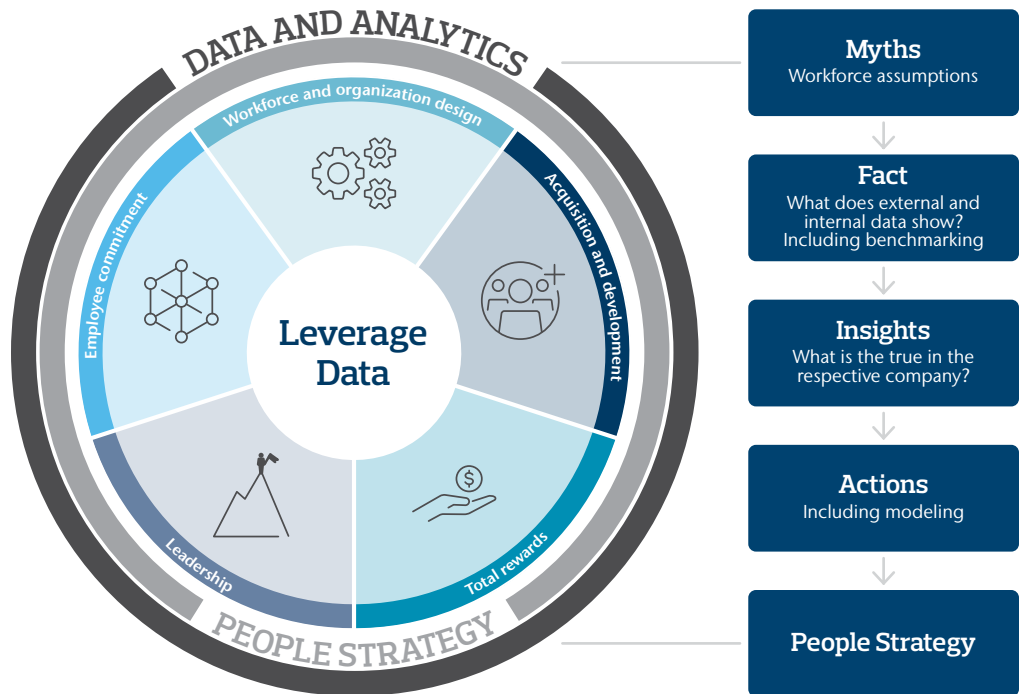 DATA AND ANALYTICS
Workforce and organization design
Employee commitment
Acquisition and development
Leverage
Data
Leadership
Total rewards
PEOPLE STRATEGY
Myths
Workforce assumptions
Fact
What does external and
internal data show?
Including benchmarking
Insights
What is the true in the
respective company?
Actions
Including modeling
People Strategy
$